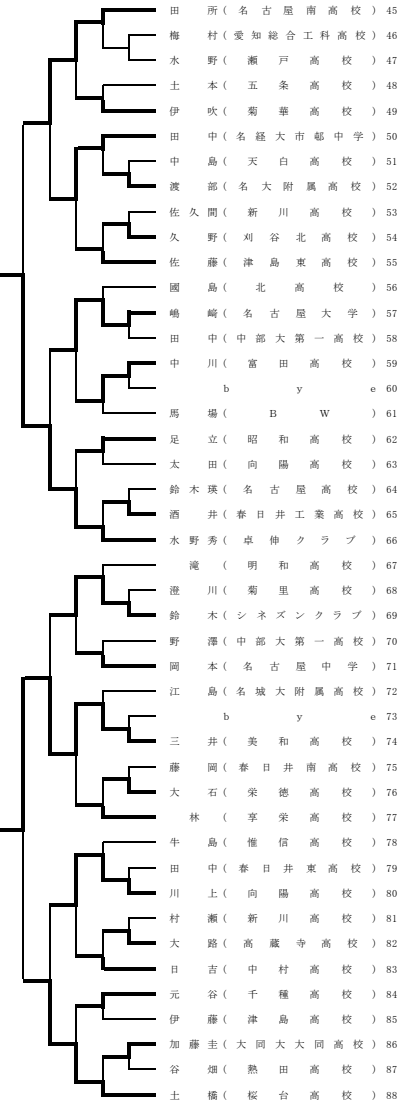 田所(名古屋南高校) 45
梅村(愛知総合工科高校) 46
水野(瀬戸高校) 47
土本(五条高校) 48
伊吹(菊華高校) 49
田中(名経大市邨中学) 50
中島(天白高校) 51
渡部(名大附属高校) 52
佐久間(新川高校) 53
久野(刈谷北高校) 54
佐藤(津島東高校) 55
國島(北高校) 56
嶋﨑(名古屋大学) 57
田中(中部大第一高校) 58
中川(富田高校) 59
bye 60
馬場(BW) 61
足立(昭和高校) 62
太田(向陽高校) 63
鈴木瑛(名古屋高校) 64
酒井(春日井工業高校) 65
水野秀(卓伸クラブ) 66
滝(明和高校) 67
澄川(菊里高校) 68
鈴木(シネズンクラブ) 69
野澤(中部大第一高校) 70
岡本(名古屋中学) 71
江島(名城大附属高校) 72
bye 73
三井(美和高校) 74
藤岡(春日井南高校) 75
大石(栄徳高校) 76
林(享栄高校) 77
牛島(惟信高校) 78
田中(春日井東高校) 79
川上(向陽高校) 80
村瀬(新川高校) 81
大路(高蔵寺高校) 82
日吉(中村高校) 83
元谷(千種高校) 84
伊藤(津島高校) 85
加藤圭(大同大大同高校) 86
谷畑(熱田高校) 87
土橋(桜台高校) 88